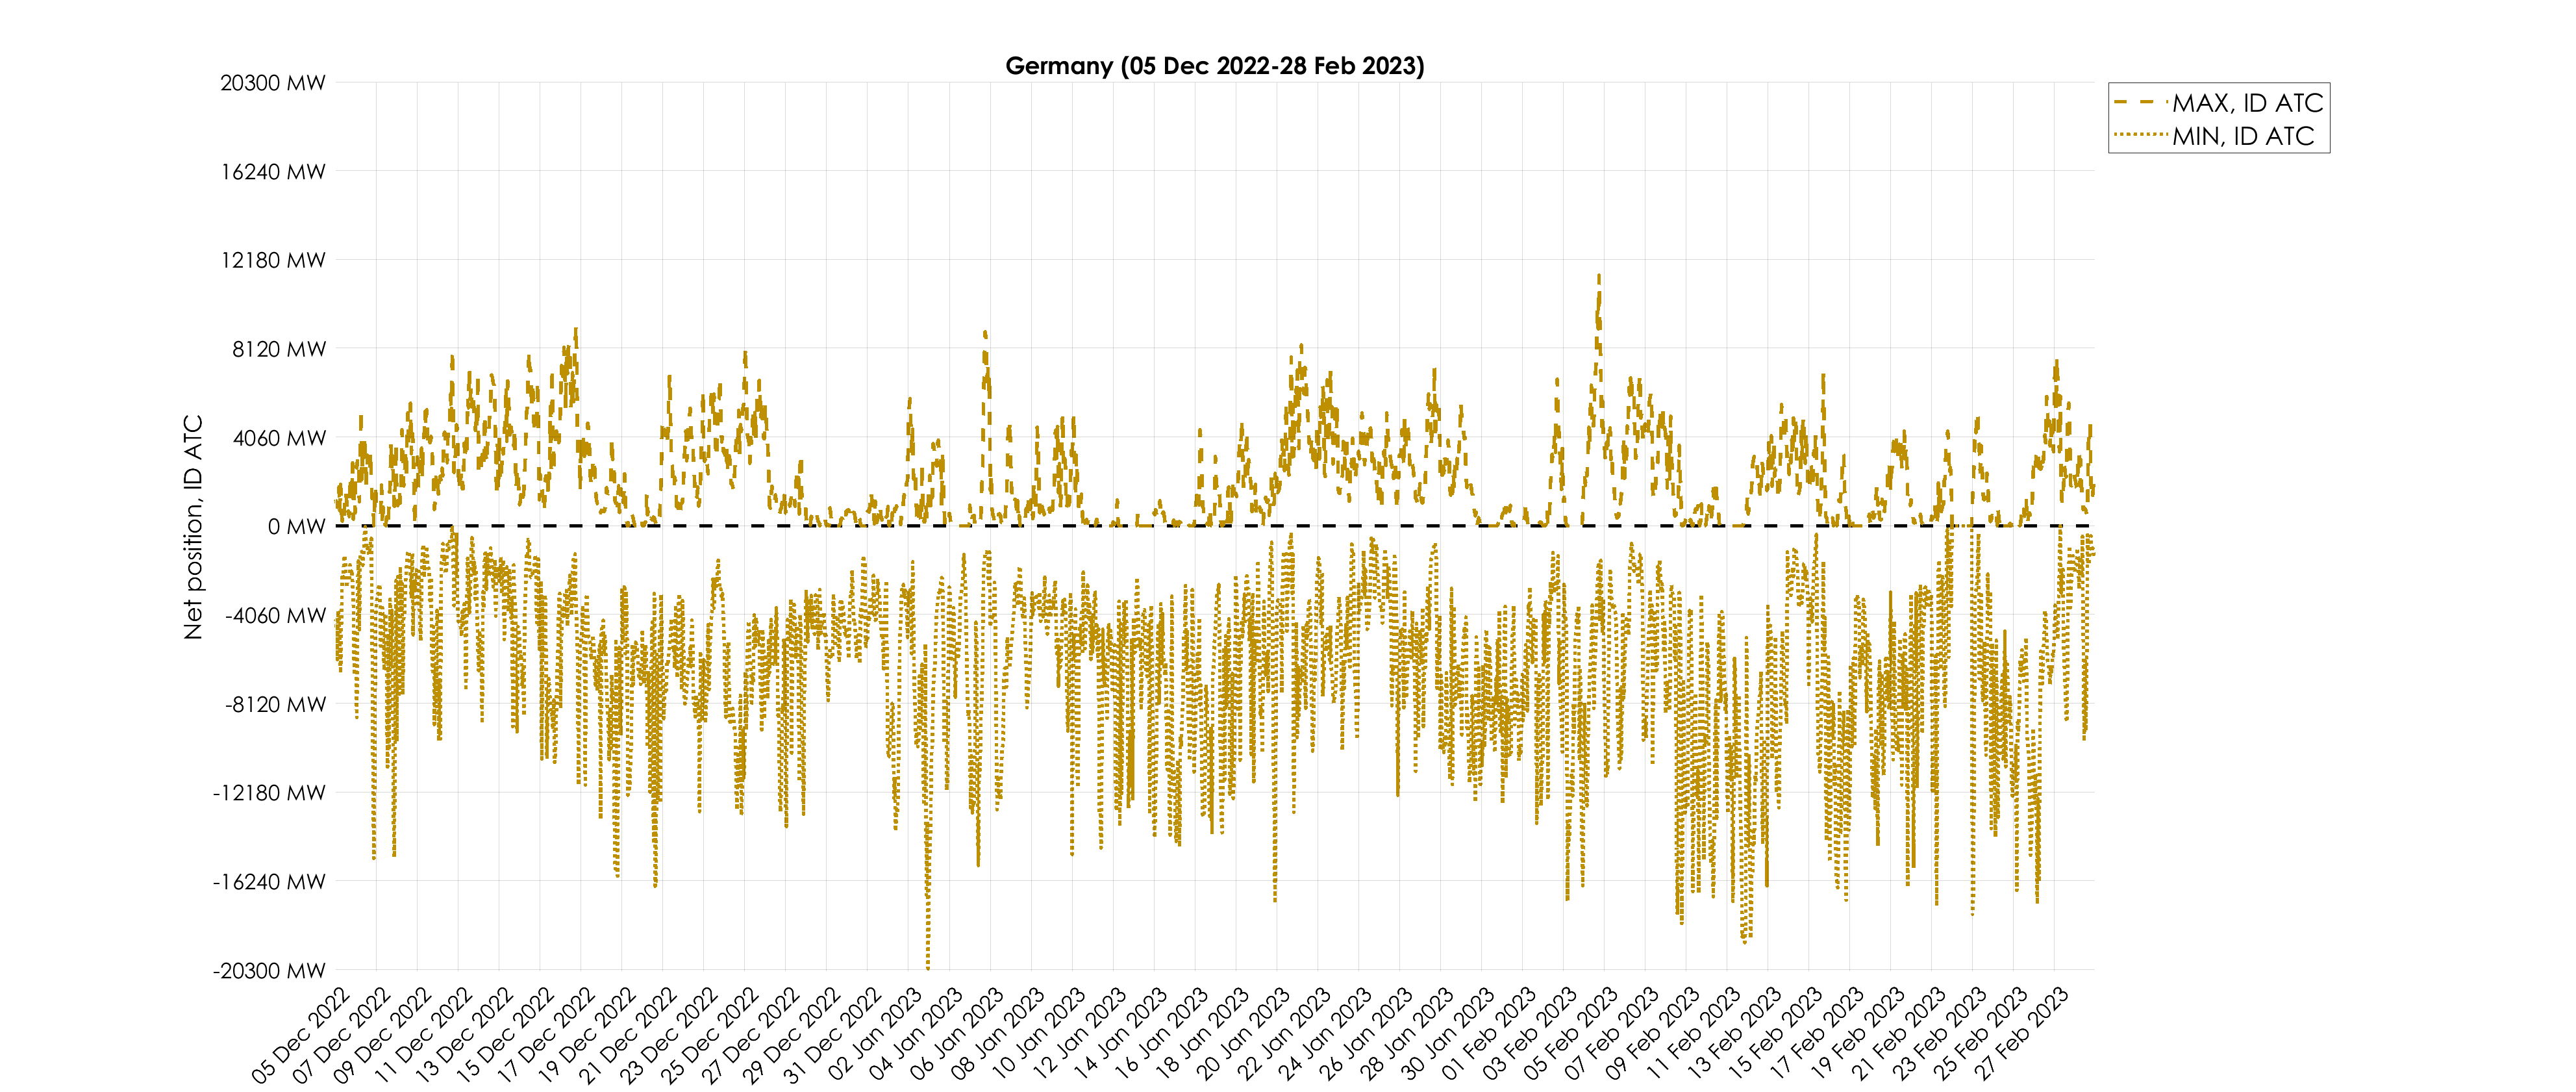 Germany (05 Dec 2022-28 Feb 2023)
20300 MW
16240 MW
12180 MW
8120 MW
4060 MW
0 MW
-4060 MW
-8120 MW
-12180 MW
-16240 MW
-20300 MW
Net position, ID ATC
MAX, ID ATC
MIN, ID ATC
05 Dec 2022
07 Dec 2022
09 Dec 2022
11 Dec 2022
13 Dec 2022
15 Dec 2022
17 Dec 2022
19 Dec 2022
21 Dec 2022
23 Dec 2022
25 Dec 2022
27 Dec 2022
29 Dec 2022
31 Dec 2022
02 Jan 2023
04 Jan 2023
06 Jan 2023
08 Jan 2023
10 Jan 2023
12 Jan 2023
14 Jan 2023
16 Jan 2023
18 Jan 2023
20 Jan 2023
22 Jan 2023
24 Jan 2023
26 Jan 2023
28 Jan 2023
30 Jan 2023
01 Feb 2023
03 Feb 2023
05 Feb 2023
07 Feb 2023
09 Feb 2023
11 Feb 2023
13 Feb 2023
15 Feb 2023
17 Feb 2023
19 Feb 2023
21 Feb 2023
23 Feb 2023
25 Feb 2023
27 Feb 2023